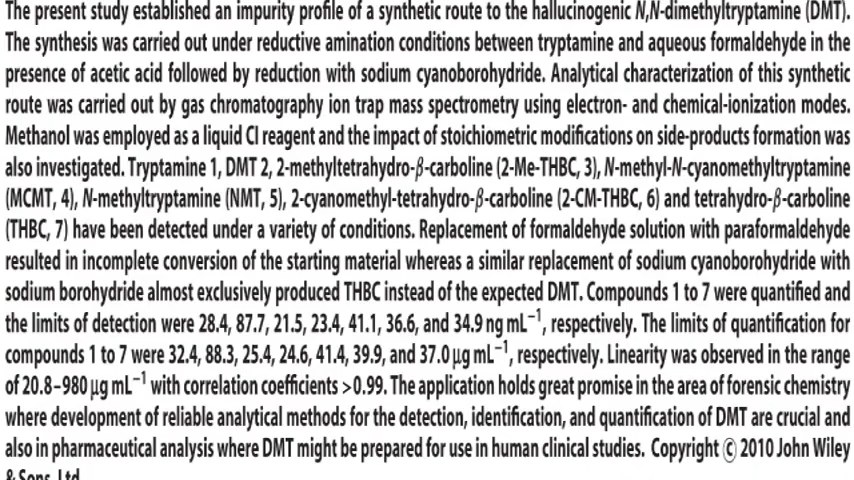 The present study established an impurity profile of a synthetic route to the hallucinogenic N,N-dimethyltryptamine (DMT).
The synthesis was carried out under reductive amination conditions between tryptamine and aqueous formaldehyde in the
presence of acetic acid followed by reduction with sodium cyanoborohydride. Analytical characterization of this synthetic
route was carried out by gas chromatography ion trap mass spectrometry using electron- and chemical-ionization modes.
Methanol was employed as a liquid CI reagent and the impact of stoichiometric modifications on side-products formation was
also investigated. Tryptamine 1, DMT 2, 2-methyltetrahydro-β-carboline (2-Me-THBC, 3), N-methyl-N-cyanomethyltryptamine
(MCMT, 4), N-methyltryptamine (NMT, 5), 2-cyanomethyl-tetrahydro-β-carboline (2-CM-THBC, 6) and tetrahydro-β-carboline
(THBC, 7) have been detected under a variety of conditions. Replacement of formaldehyde solution with paraformaldehyde
resulted in incomplete conversion of the starting material whereas a similar replacement of sodium cyanoborohydride with
sodium borohydride almost exclusively produced THBC instead of the expected DMT. Compounds 1 to 7 were quantified and
the limits of detection were 28.4, 87.7, 21.5, 23.4, 41.1, 36.6, and 34.9 ng mL⁻¹, respectively. The limits of quantification for
compounds 1 to 7 were 32.4, 88.3, 25.4, 24.6, 41.4, 39.9, and 37.0 μg mL⁻¹, respectively. Linearity was observed in the range
of 20.8–980 μg mL⁻¹ with correlation coefficients >0.99. The application holds great promise in the area of forensic chemistry
where development of reliable analytical methods for the detection, identification, and quantification of DMT are crucial and
also in pharmaceutical analysis where DMT might be prepared for use in human clinical studies. Copyright © 2010 John Wiley
& Sons, Ltd.